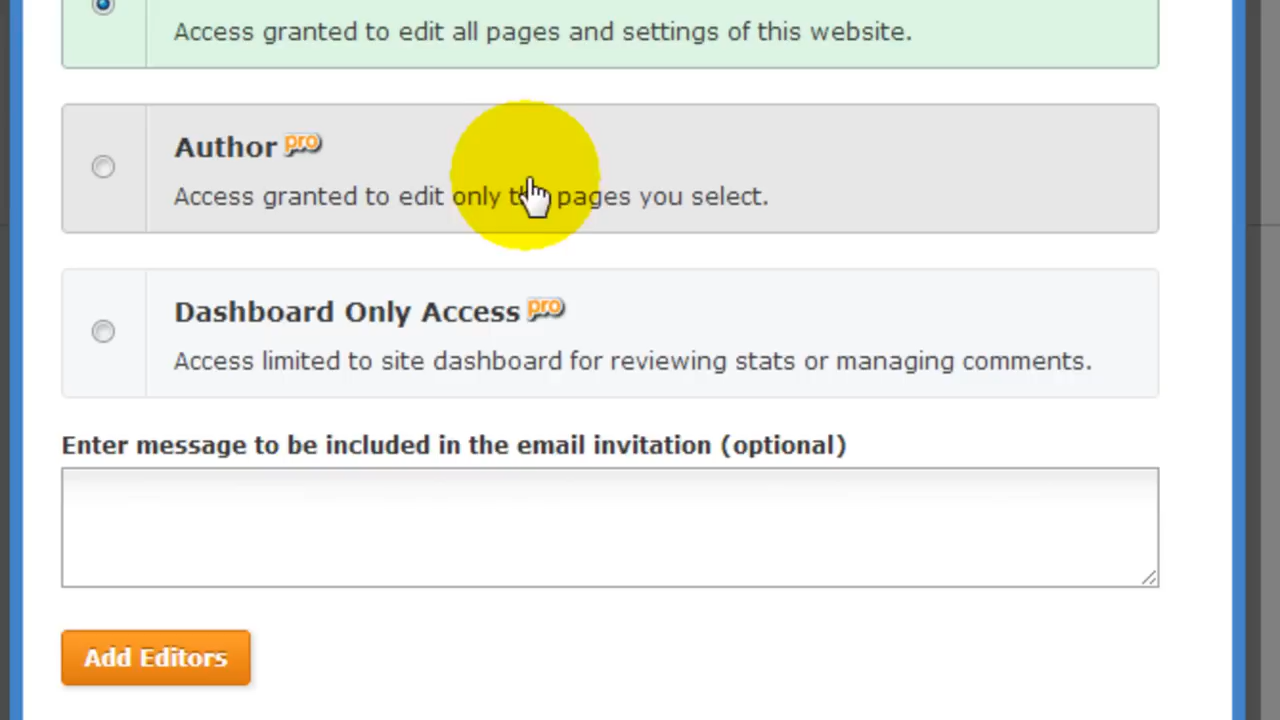 Access granted to edit all pages and settings of this website.
Author pro
Access granted to edit only the pages you select.
Dashboard Only Access pro
Access limited to site dashboard for reviewing stats or managing comments.
Enter message to be included in the email invitation (optional)
Add Editors